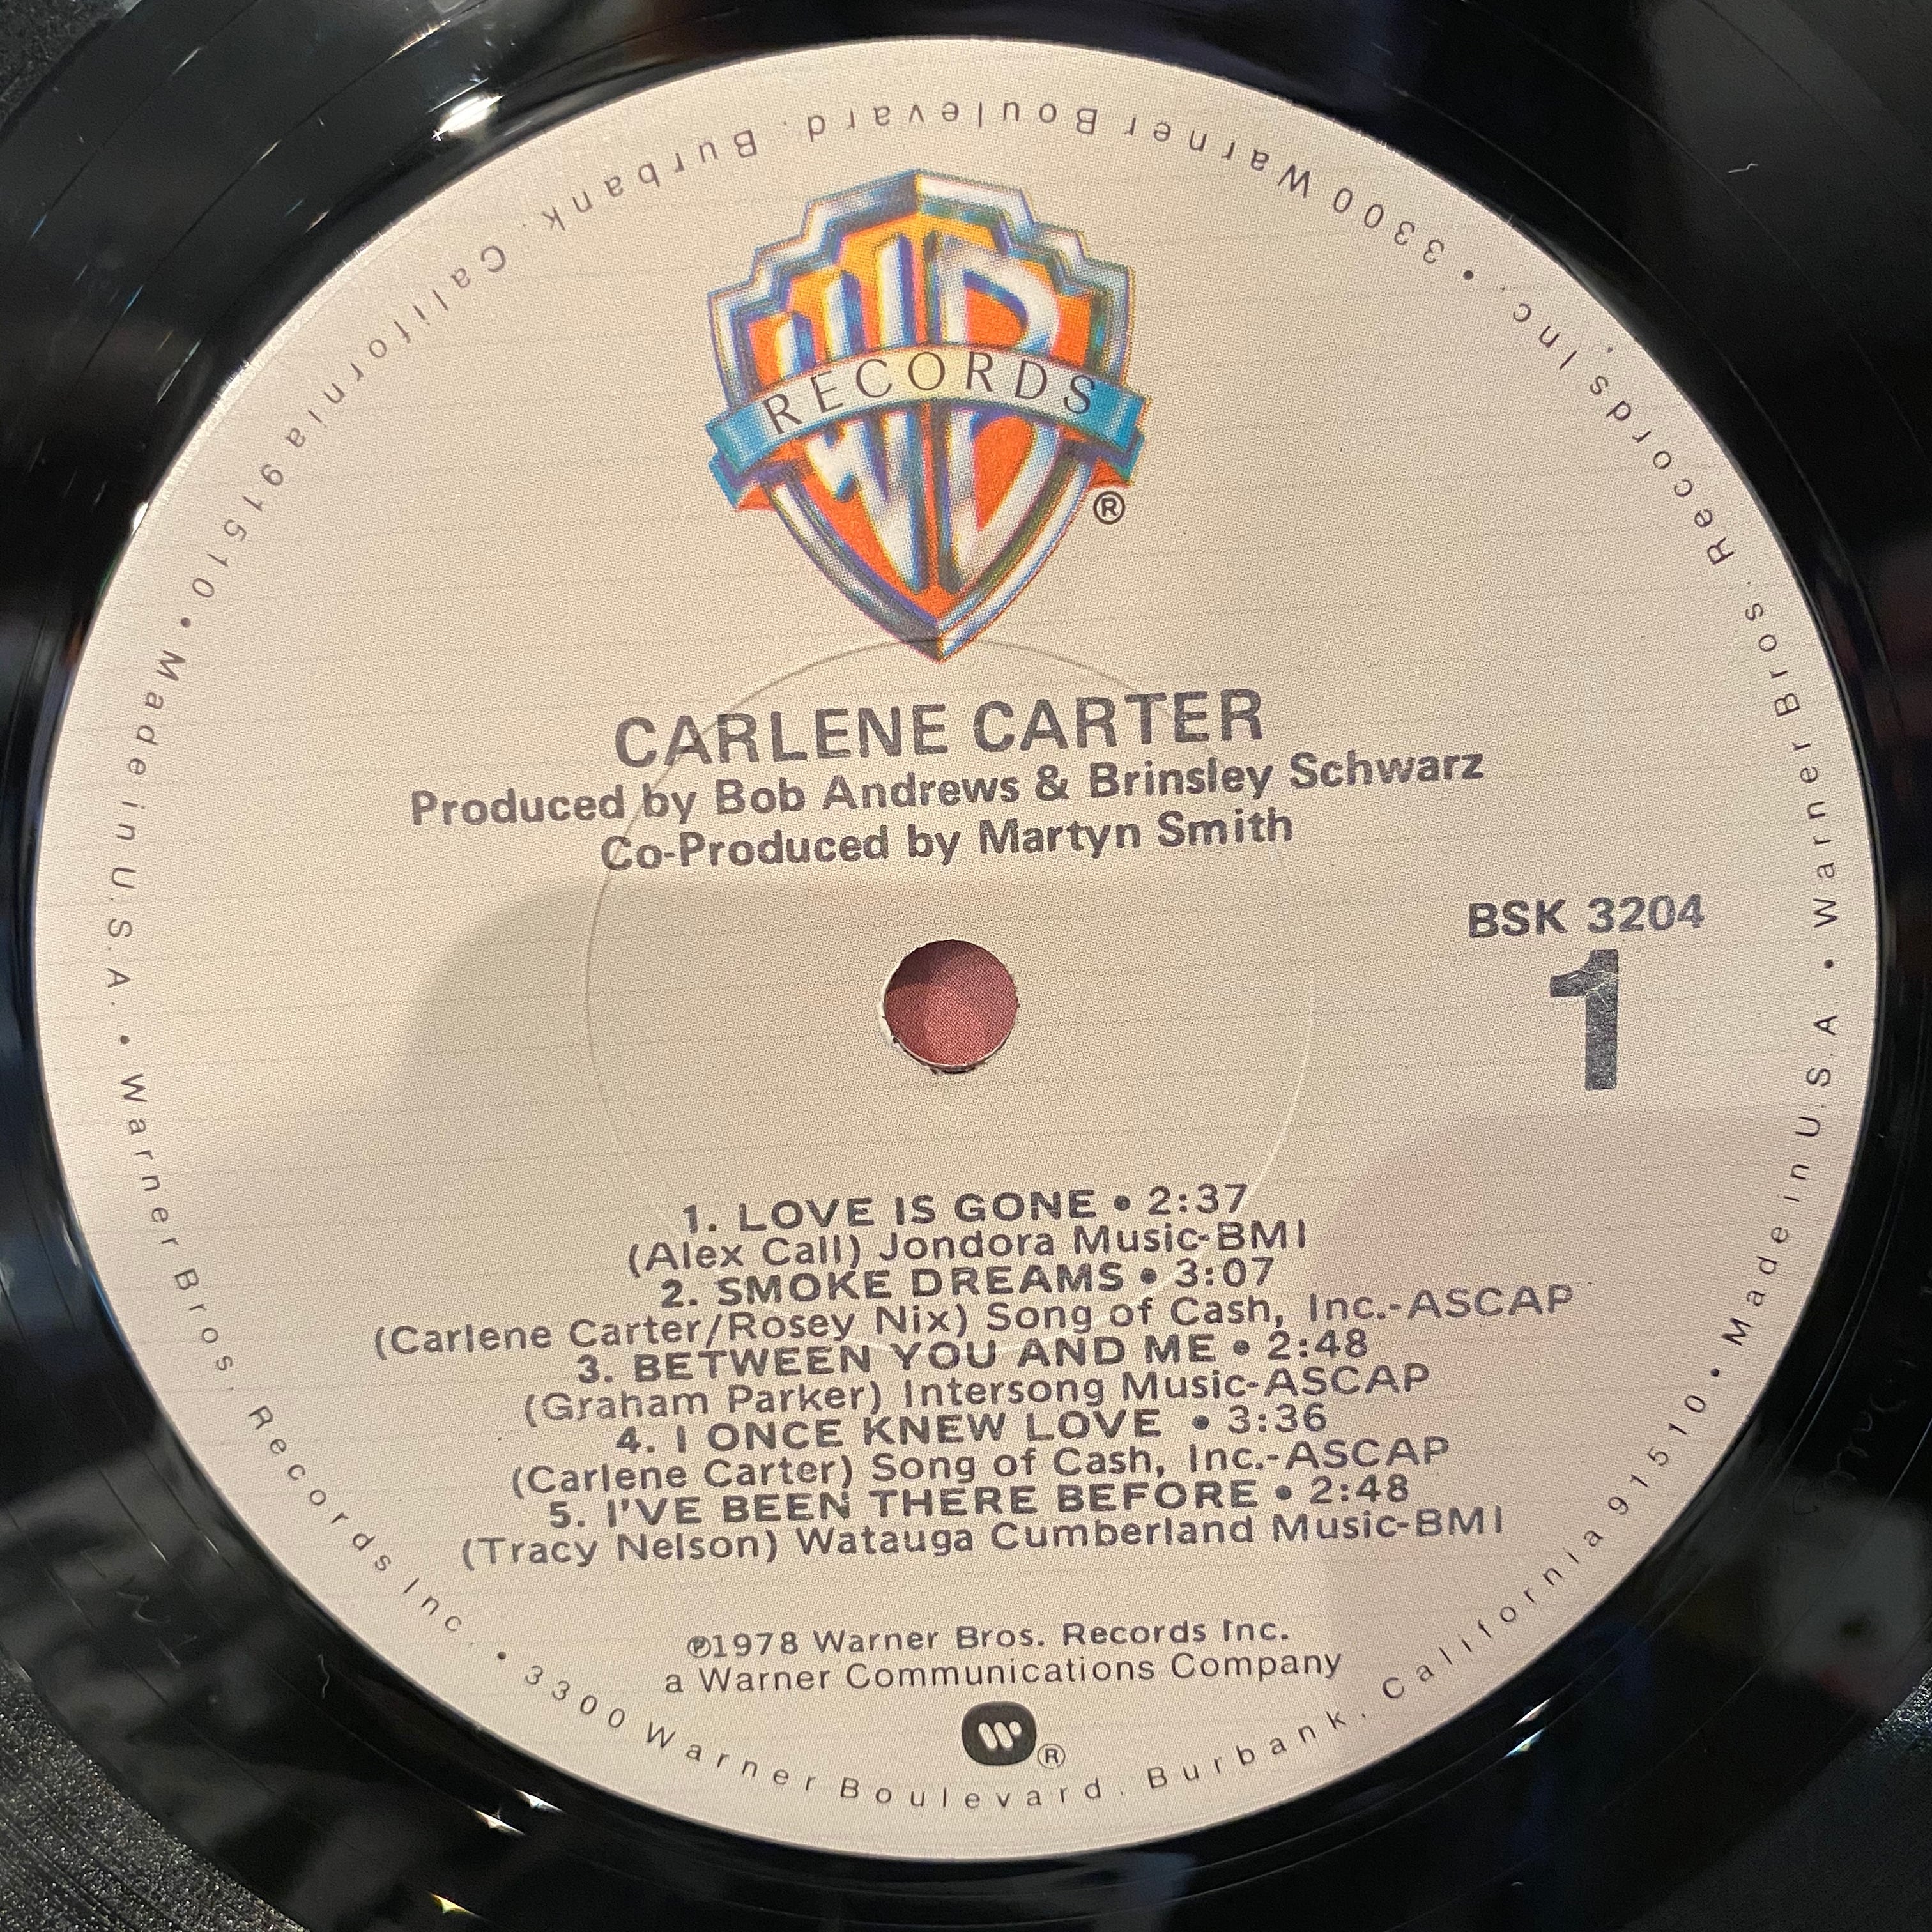 WB
RECORDS
®
CARLENE CARTER
Produced by Bob Andrews & Brinsley Schwarz
Co-Produced by Martyn Smith
BSK 3204
1
1. LOVE IS GONE • 2:37
(Alex Call) Jondora Music-BMI
2. SMOKE DREAMS • 3:07
(Carlene Carter/Rosey Nix) Song of Cash, Inc.-ASCAP
3. BETWEEN YOU AND ME • 2:48
(Graham Parker) Intersong Music-ASCAP
4. I ONCE KNEW LOVE • 3:36
(Carlene Carter) Song of Cash, Inc.-ASCAP
5. I'VE BEEN THERE BEFORE • 2:48
(Tracy Nelson) Watauga Cumberland Music-BMI
℗1978 Warner Bros. Records Inc.
a Warner Communications Company
W ®
Warner Bros. Records Inc. • 3300 Warner Boulevard. Burbank. California 91510 • Made in U.S.A. • Warner Bros. Records Inc. • 3300 Warner Boulevard. Burbank. California 91510 • Made in U.S.A. •